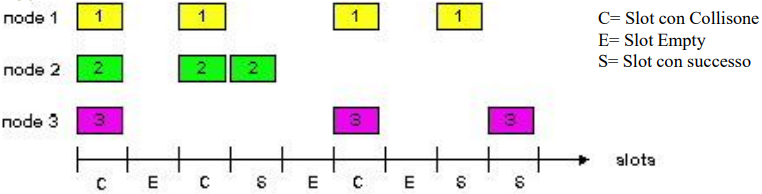 node 1 1 1 1 1
C= Slot con Collisone
E= Slot Empty
S= Slot con successo
node 2 2 2 2
node 3 3 3 3
slots
C E C S E C E S S